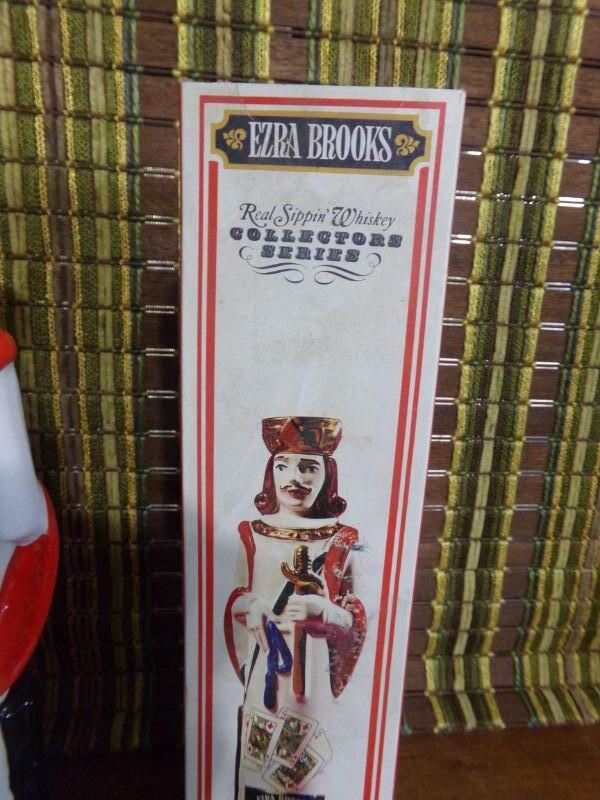 EZRA BROOKS
Real Sippin' Whiskey
COLLECTORS
SERIES